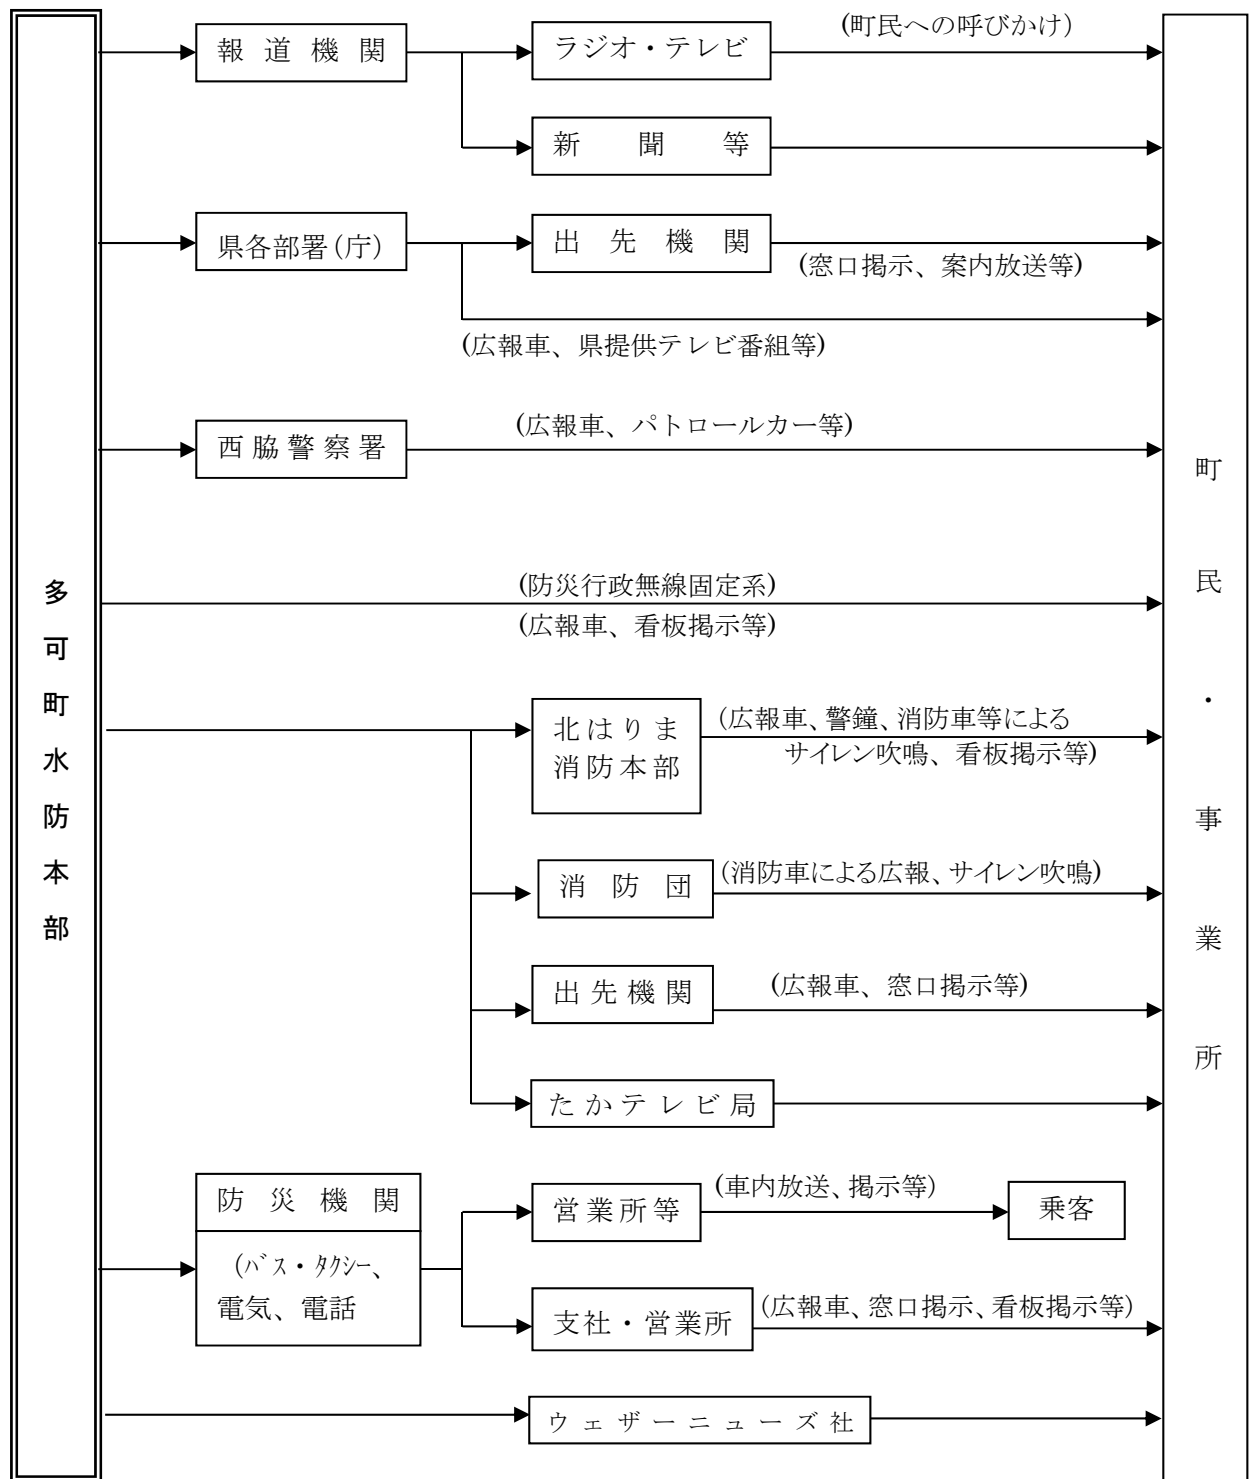 (町民への呼びかけ)
報道機関
ラジオ・テレビ
新聞等
県各部署(庁)
出先機関
(窓口掲示、案内放送等)
(広報車、県提供テレビ番組等)
西脇警察署
(広報車、パトロールカー等)
(防災行政無線固定系)
(広報車、看板掲示等)
多可町水防本部
町民・事業所
北はりま
消防本部
(広報車、警鐘、消防車等による
サイレン吹鳴、看板掲示等)
消防団
(消防車による広報、サイレン吹鳴)
出先機関
(広報車、窓口掲示等)
たかテレビ局
防災機関
(バス・タクシー、
電気、電話
営業所等
(車内放送、掲示等)
乗客
支社・営業所
(広報車、窓口掲示、看板掲示等)
ウェザーニューズ社